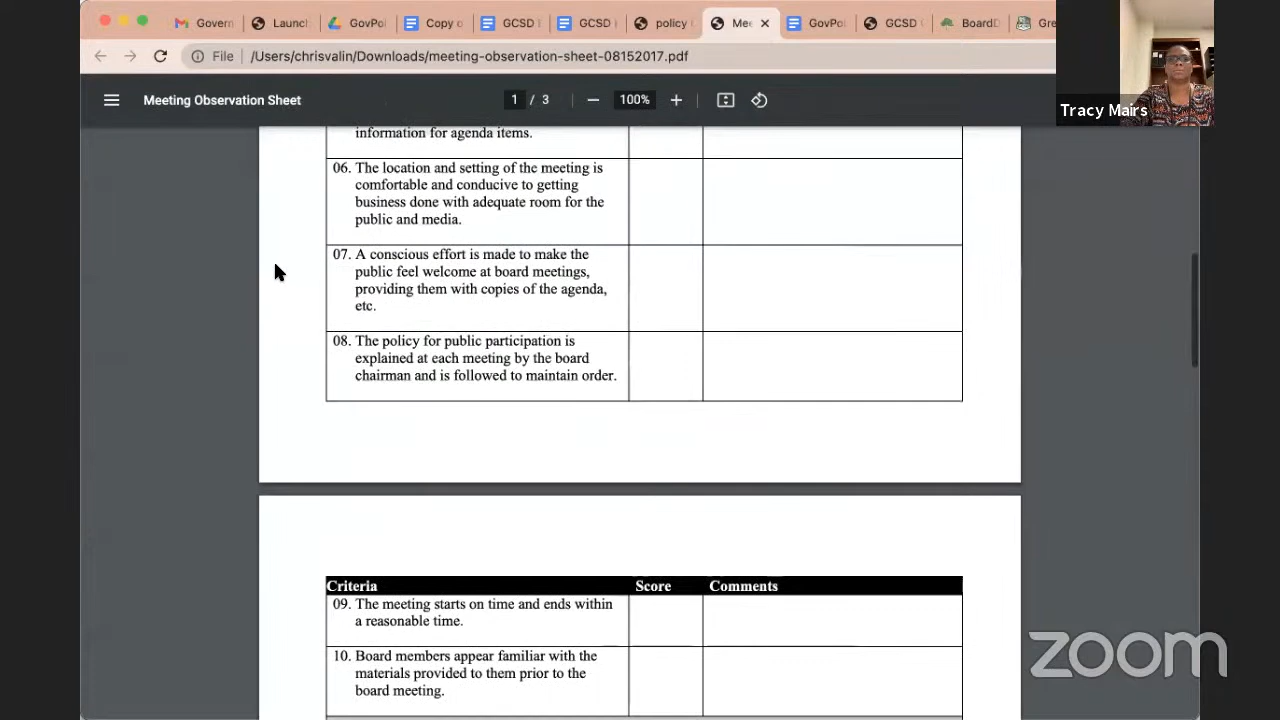 Govern
Launch
GovPol
Copy o
GCSD
GCSD
policy
Mee
GovPol
GCSD
BoardD
Gre
File
/Users/chrisvalin/Downloads/meeting-observation-sheet-08152017.pdf
Meeting Observation Sheet
1 / 3
100%
Tracy Mairs
information for agenda items.
06. The location and setting of the meeting is
comfortable and conducive to getting
business done with adequate room for the
public and media.
07. A conscious effort is made to make the
public feel welcome at board meetings,
providing them with copies of the agenda,
etc.
08. The policy for public participation is
explained at each meeting by the board
chairman and is followed to maintain order.
Criteria Score Comments
09. The meeting starts on time and ends within
a reasonable time.
10. Board members appear familiar with the
materials provided to them prior to the
board meeting.
zoom